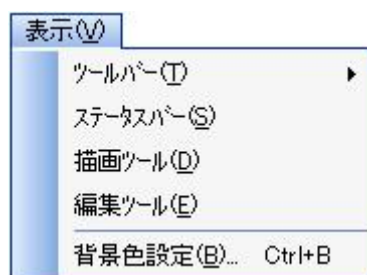 表示(V)
ツールバー(T)
ステータスバー(S)
描画ツール(D)
編集ツール(E)
背景色設定(B)... Ctrl+B